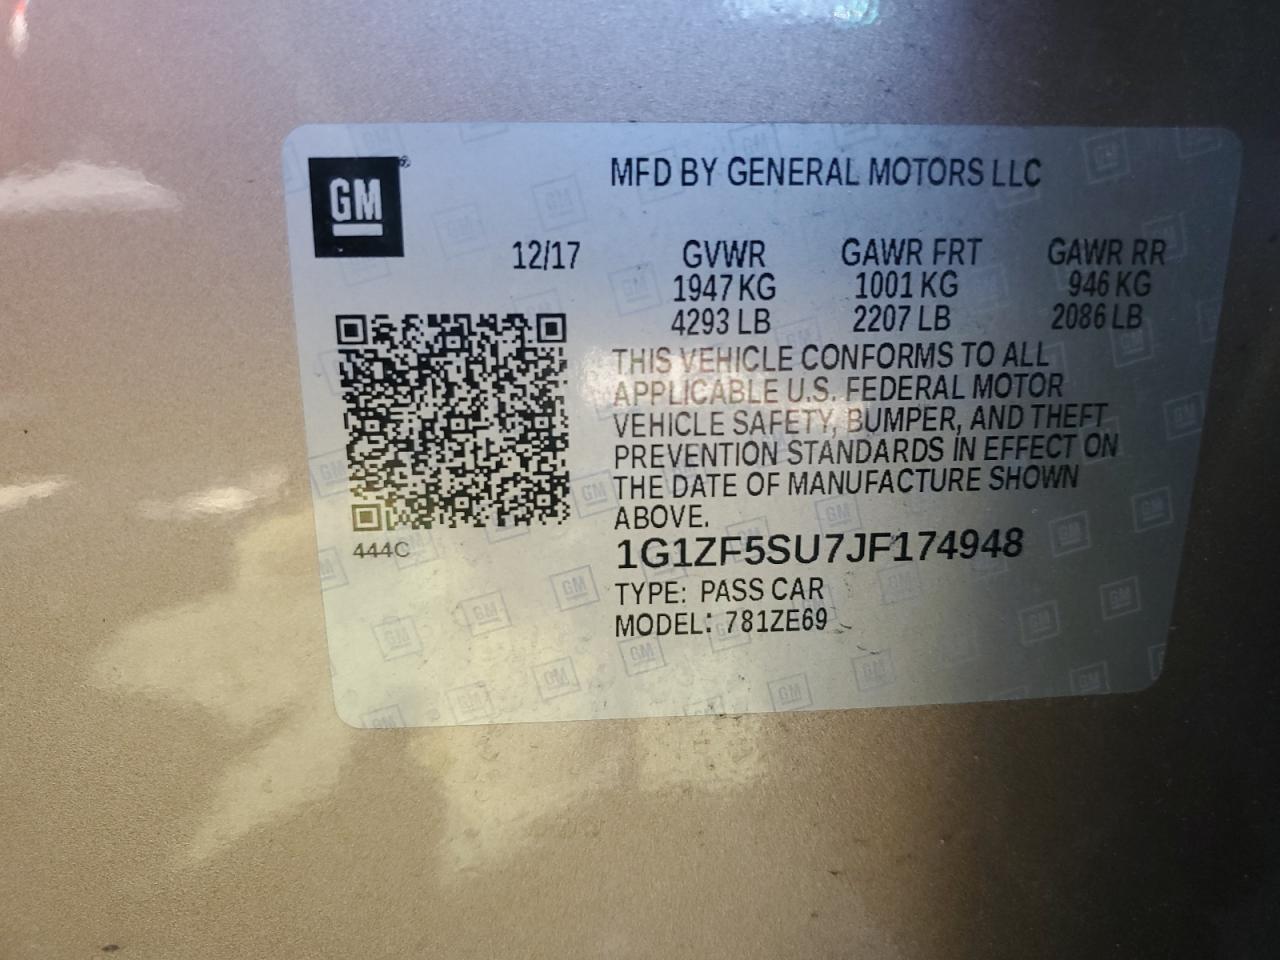 GM
MFD BY GENERAL MOTORS LLC
12/17 GVWR GAWR FRT GAWR RR
1947 KG 1001 KG 946 KG
4293 LB 2207 LB 2086 LB
THIS VEHICLE CONFORMS TO ALL
APPLICABLE U.S. FEDERAL MOTOR
VEHICLE SAFETY, BUMPER, AND THEFT
PREVENTION STANDARDS IN EFFECT ON
THE DATE OF MANUFACTURE SHOWN
ABOVE.
444C
1G1ZF5SU7JF174948
TYPE: PASS CAR
MODEL: 781ZE69